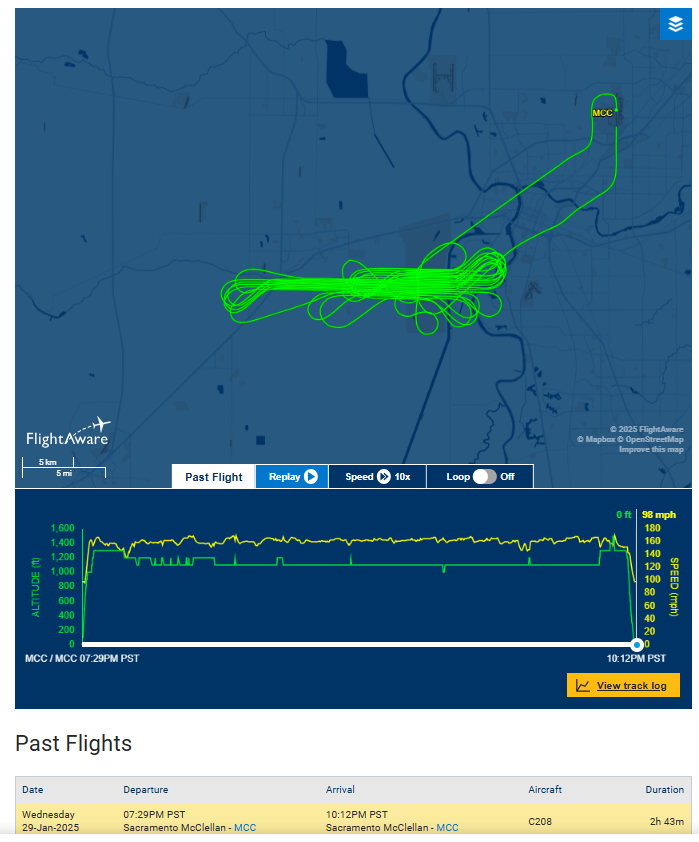 MCC
FlightAware
5 km
5 mi
© 2025 FlightAware
© Mapbox © OpenStreetMap
Improve this map
Past Flight Replay Speed 10x Loop Off
0 ft 98 mph
ALTITUDE (ft)
1,600
1,400
1,200
1,000
800
600
400
200
0
180
160
140
120
100
80
60
40
20
0
SPEED (mph)
MCC / MCC 07:29PM PST 10:12PM PST
View track log
Past Flights
Date Departure Arrival Aircraft Duration
Wednesday 07:29PM PST 10:12PM PST C208 2h 43m
29-Jan-2025 Sacramento McClellan - MCC Sacramento McClellan - MCC